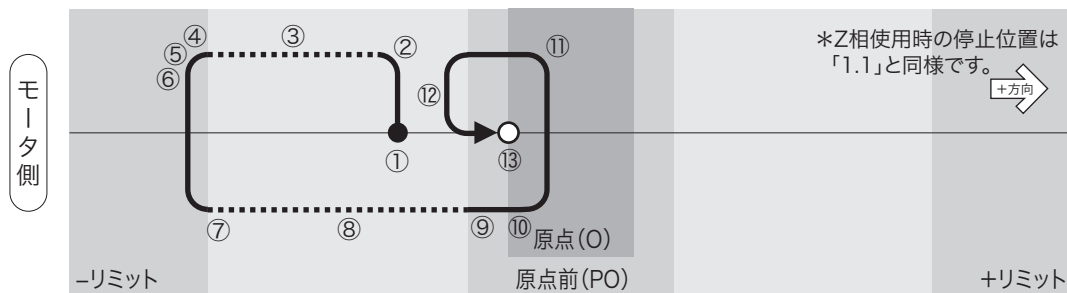 モータ側
④ ③ ② ⑪
⑤
⑥
⑫
① ⑬
⑦ ⑧ ⑨ ⑩
原点(O)
–リミット 原点前(PO) +リミット
*Z相使用時の停止位置は
「1.1」と同様です。
+方向